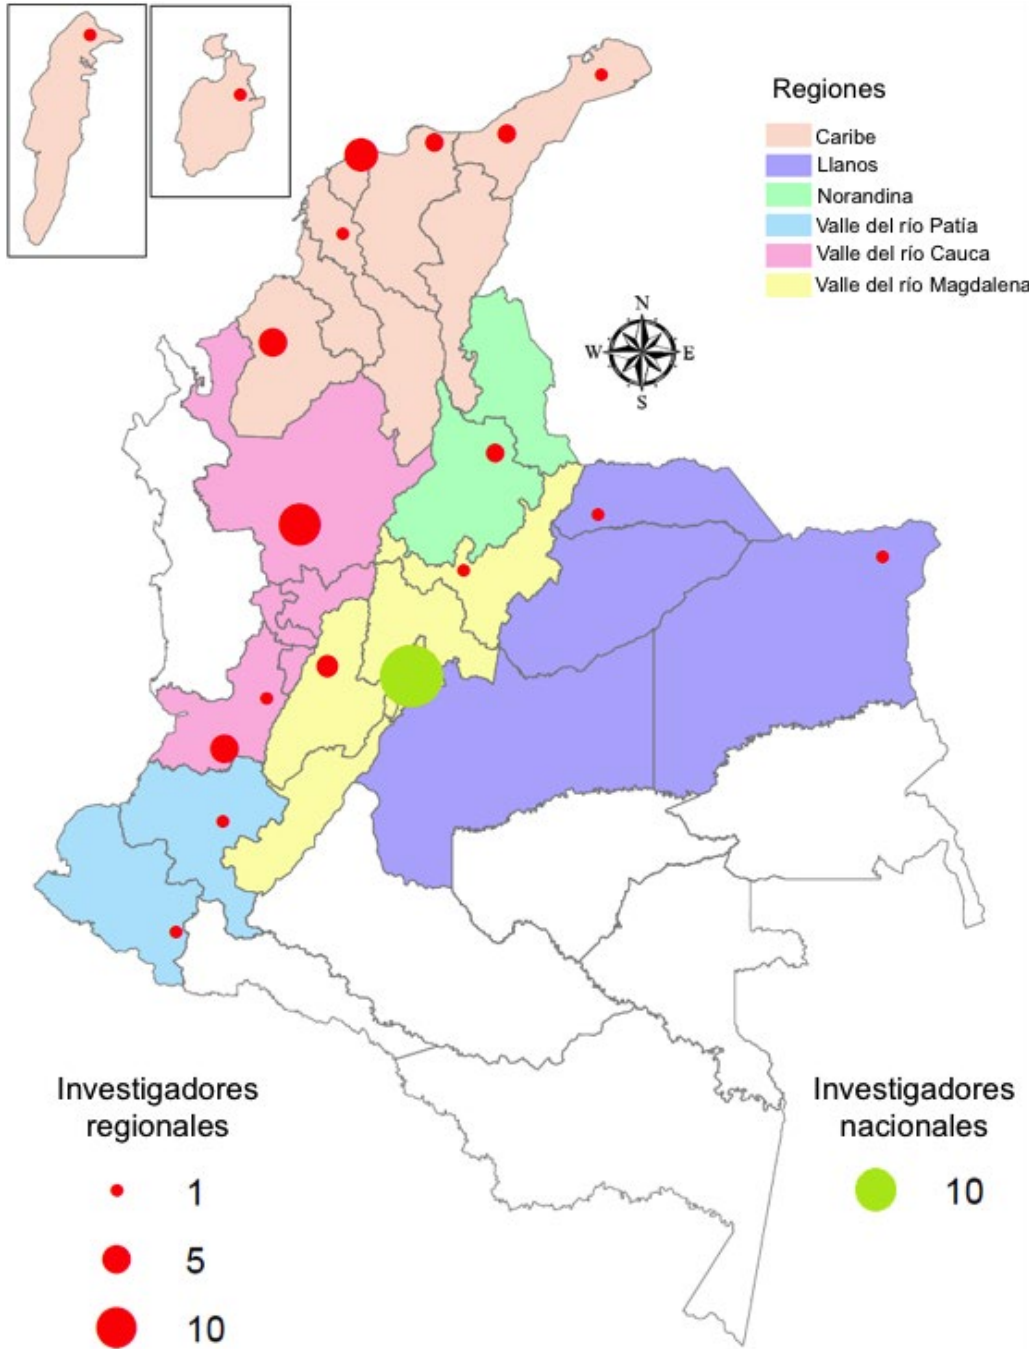 Regiones
Caribe
Llanos
Norandina
Valle del río Patía
Valle del río Cauca
Valle del río Magdalena
N
W E
S
Investigadores
regionales
1
5
10
Investigadores
nacionales
10